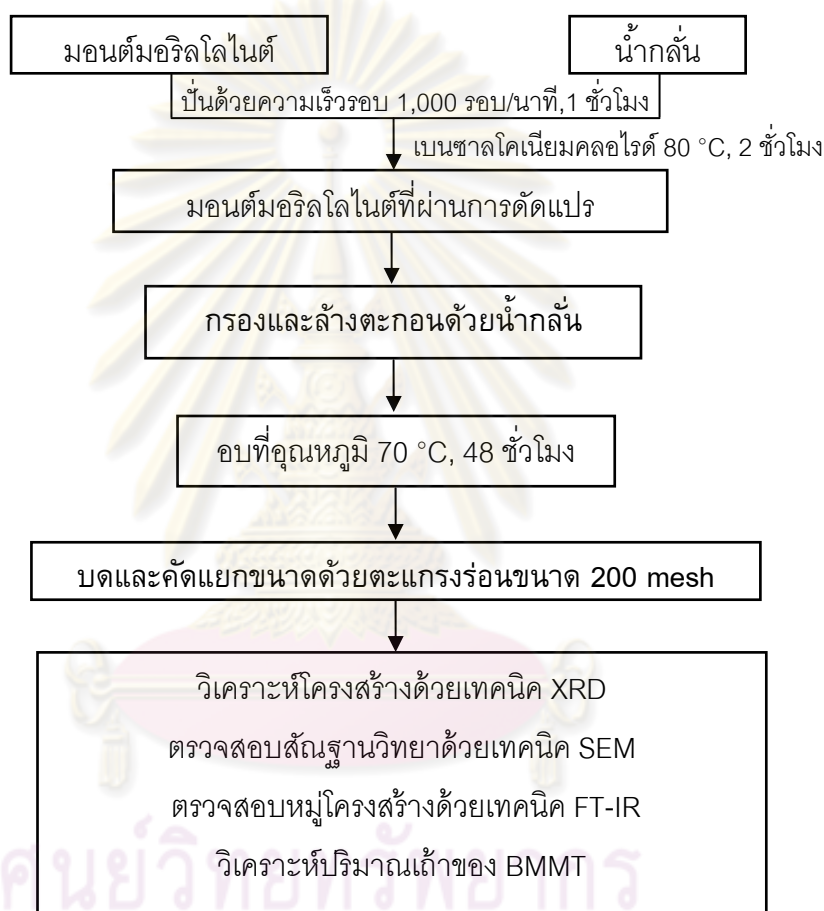 มอนต์มอริลโลไนต์
น้ำกลั่น
ปั่นด้วยความเร็วรอบ 1,000 รอบ/นาที,1 ชั่วโมง
เบนซาลโคเนียมคลอไรด์ 80 °C, 2 ชั่วโมง
มอนต์มอริลโลไนต์ที่ผ่านการดัดแปร
กรองและล้างตะกอนด้วยน้ำกลั่น
อบที่อุณหภูมิ 70 °C, 48 ชั่วโมง
บดและคัดแยกขนาดด้วยตะแกรงร่อนขนาด 200 mesh
วิเคราะห์โครงสร้างด้วยเทคนิค XRD
ตรวจสอบสัณฐานวิทยาด้วยเทคนิค SEM
ตรวจสอบหมู่โครงสร้างด้วยเทคนิค FT-IR
วิเคราะห์ปริมาณเถ้าของ BMMT
ศูนย์วิทยทรัพยากร